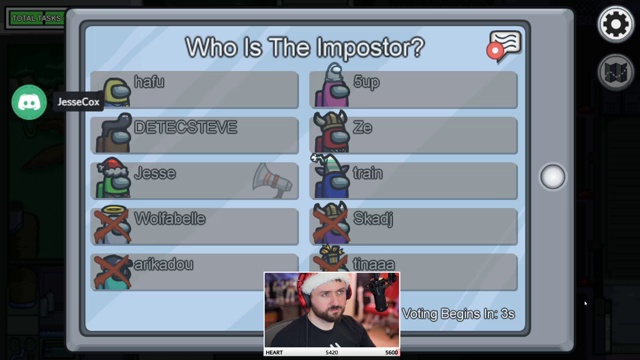 TOTAL TASKS
Who Is The Impostor?
hafu
5up
JesseCox
DETECSTEVE
Ze
Jesse
train
Wolfabelle
Skadj
arikadou
tinaaa
Voting Begins In: 3s
HEART 5420 5600